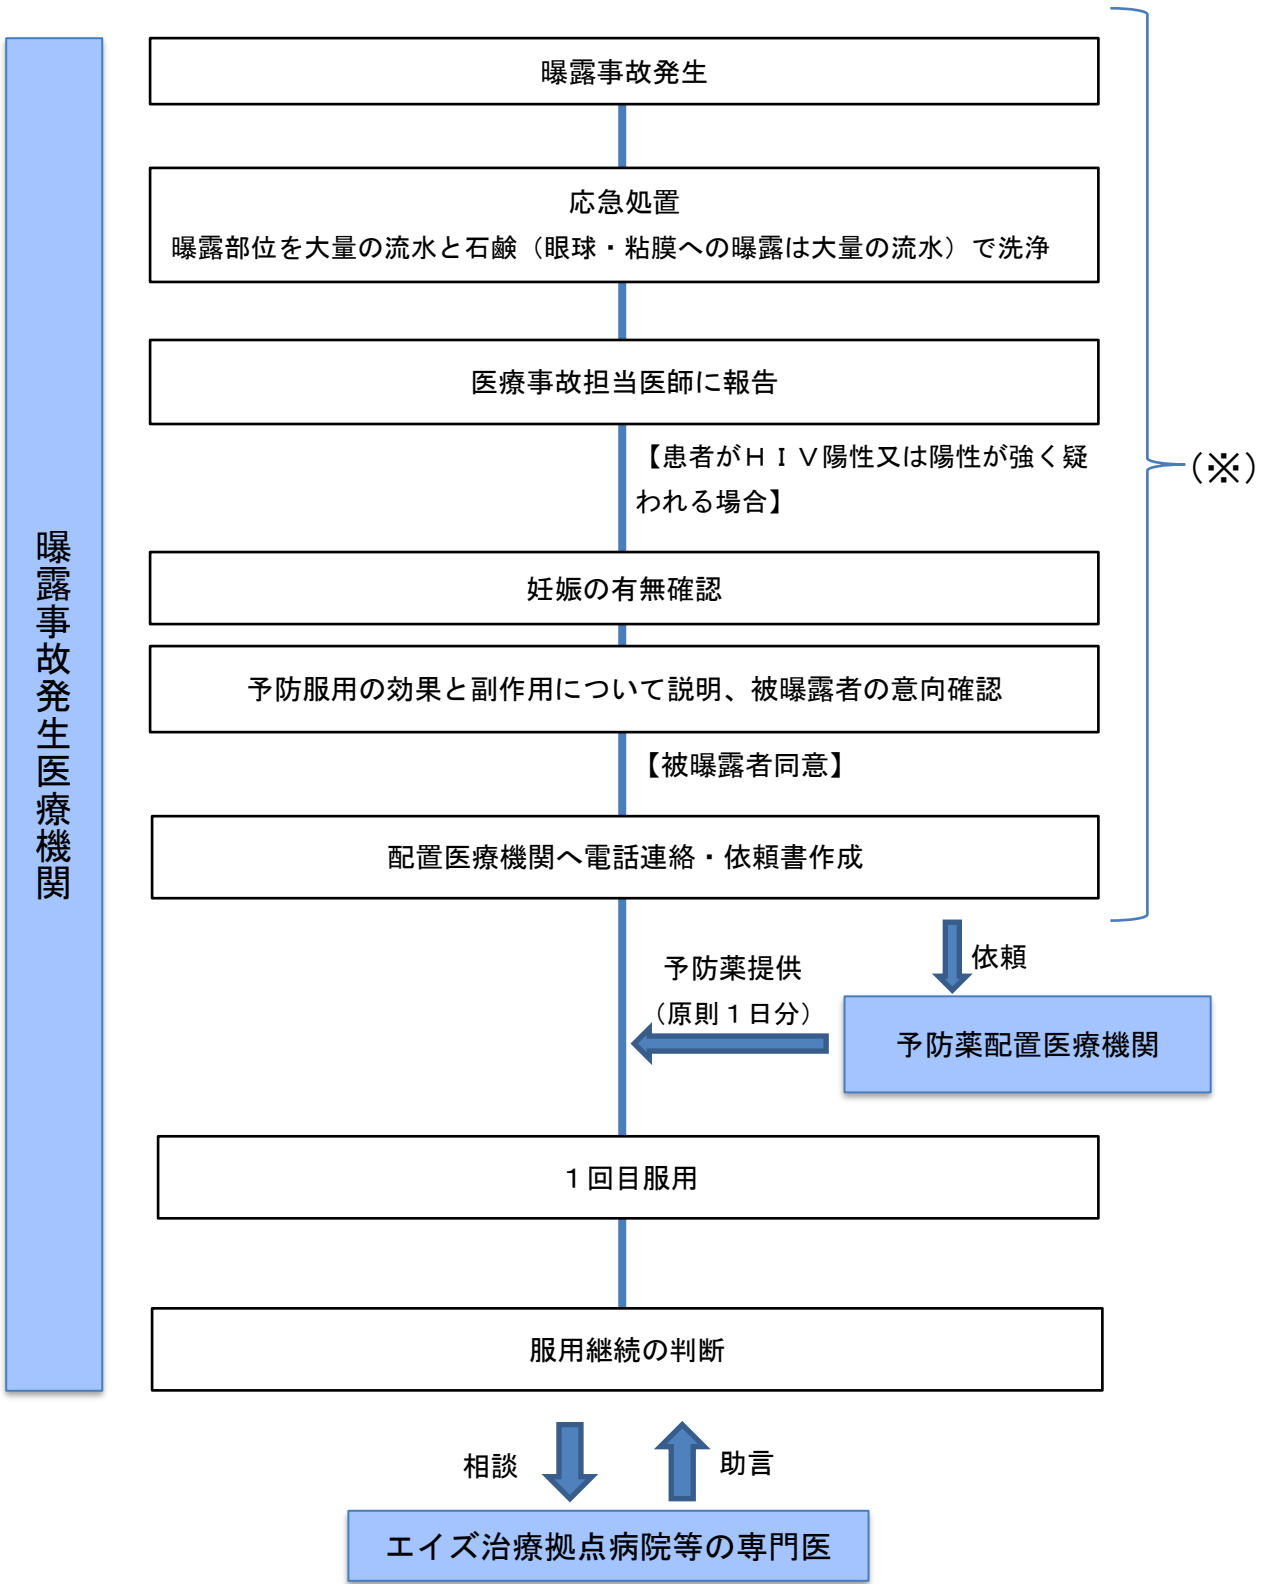 曝露事故発生医療機関
曝露事故発生
応急処置
曝露部位を大量の流水と石鹸（眼球・粘膜への曝露は大量の流水）で洗浄
医療事故担当医師に報告
【患者がＨＩＶ陽性又は陽性が強く疑
われる場合】
（※）
妊娠の有無確認
予防服用の効果と副作用について説明、被曝露者の意向確認
【被曝露者同意】
配置医療機関へ電話連絡・依頼書作成
依頼
予防薬提供
（原則１日分）
予防薬配置医療機関
１回目服用
服用継続の判断
相談
助言
エイズ治療拠点病院等の専門医